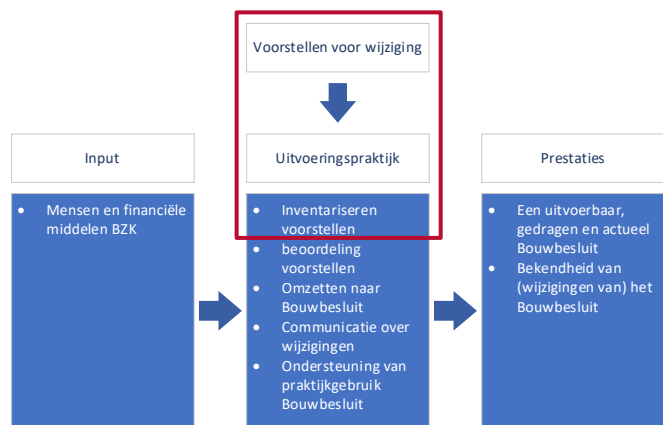 Voorstellen voor wijziging
Input
Uitvoeringspraktijk
Prestaties
• Mensen en financiële
middelen BZK
• Inventariseren
voorstellen
• beoordeling
voorstellen
• Omzetten naar
Bouwbesluit
• Communicatie over
wijzigingen
• Ondersteuning van
praktijkgebruik
Bouwbesluit
• Een uitvoerbaar,
gedragen en actueel
Bouwbesluit
• Bekendheid van
(wijzigingen van) het
Bouwbesluit